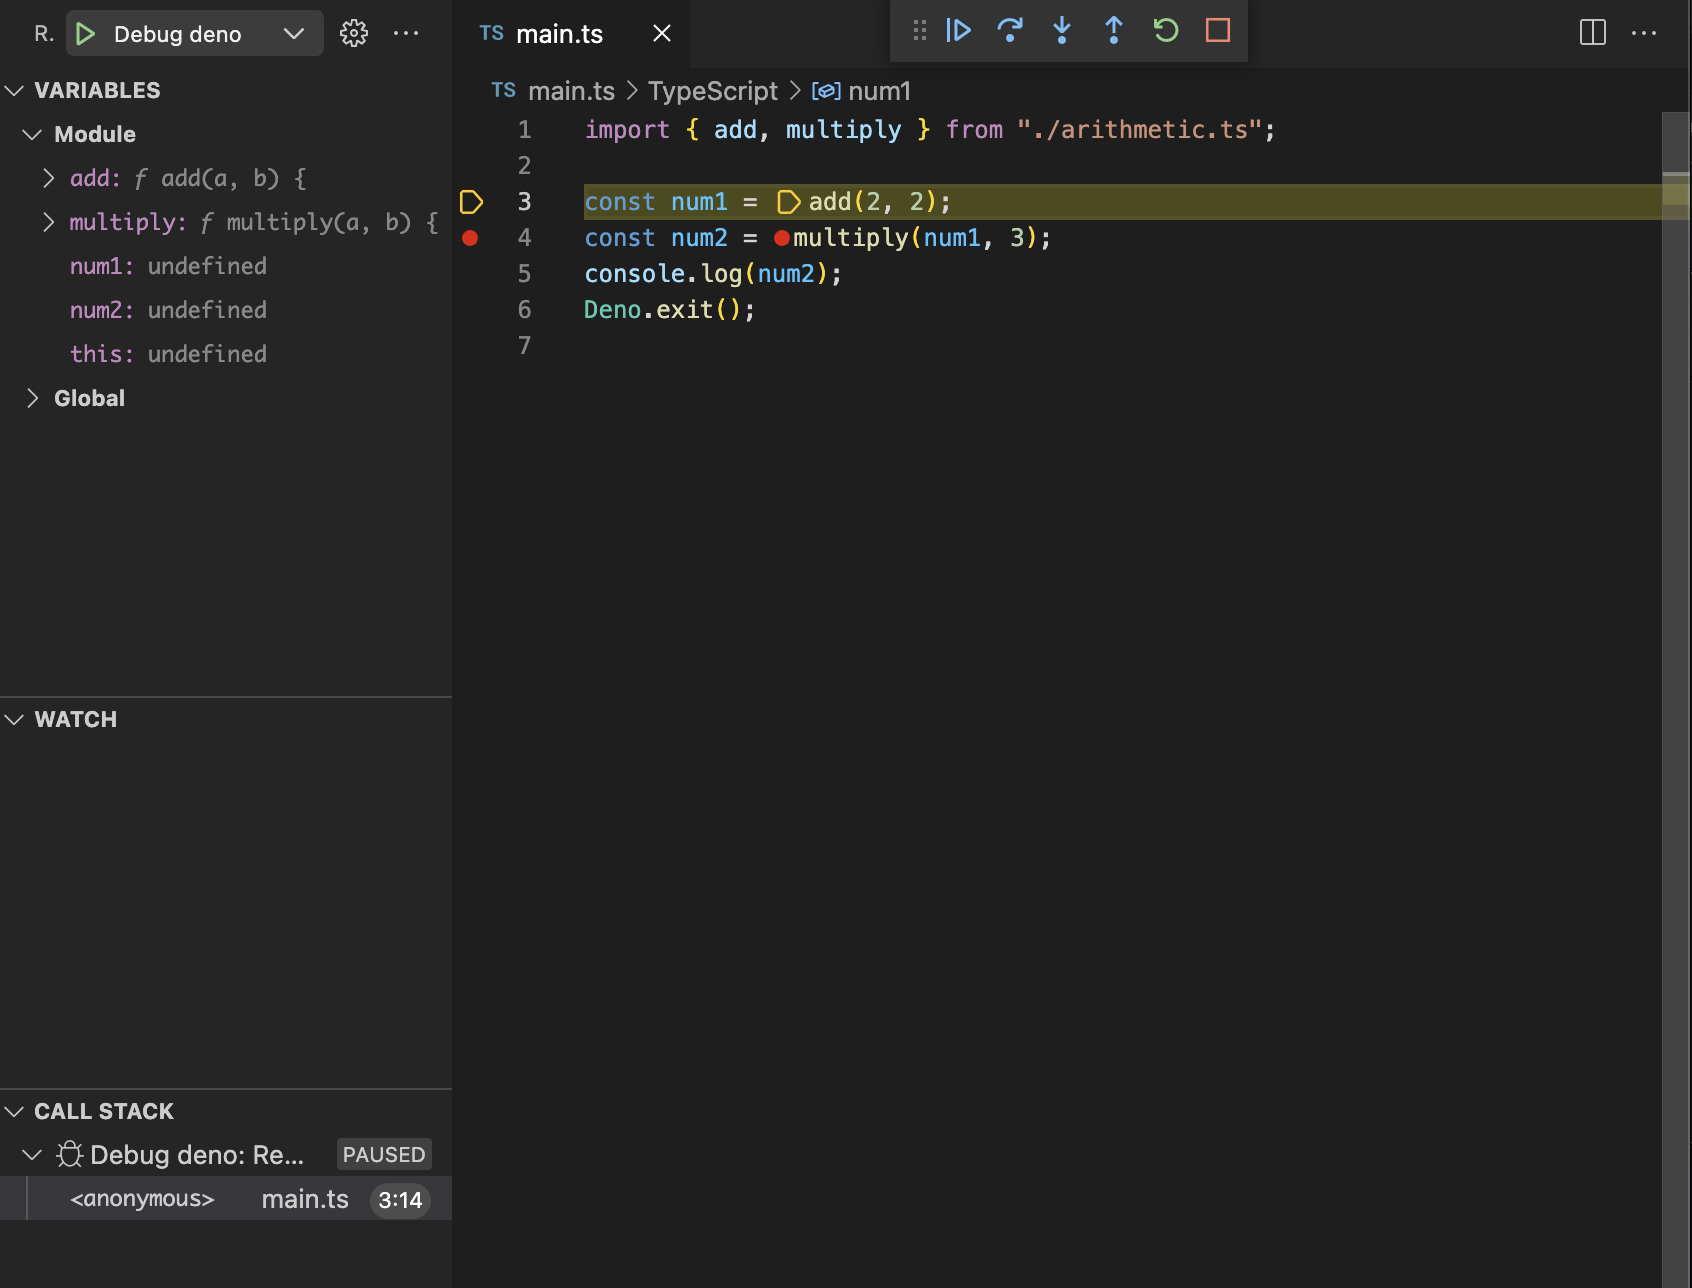 R. Debug deno
VARIABLES
Module
add: ƒ add(a, b) {
multiply: ƒ multiply(a, b) {
num1: undefined
num2: undefined
this: undefined
Global
WATCH
CALL STACK
Debug deno: Re... PAUSED
<anonymous> main.ts 3:14
TS main.ts
TS main.ts > TypeScript > num1
1 import { add, multiply } from "./arithmetic.ts";
2
3 const num1 = add(2, 2);
4 const num2 = multiply(num1, 3);
5 console.log(num2);
6 Deno.exit();
7